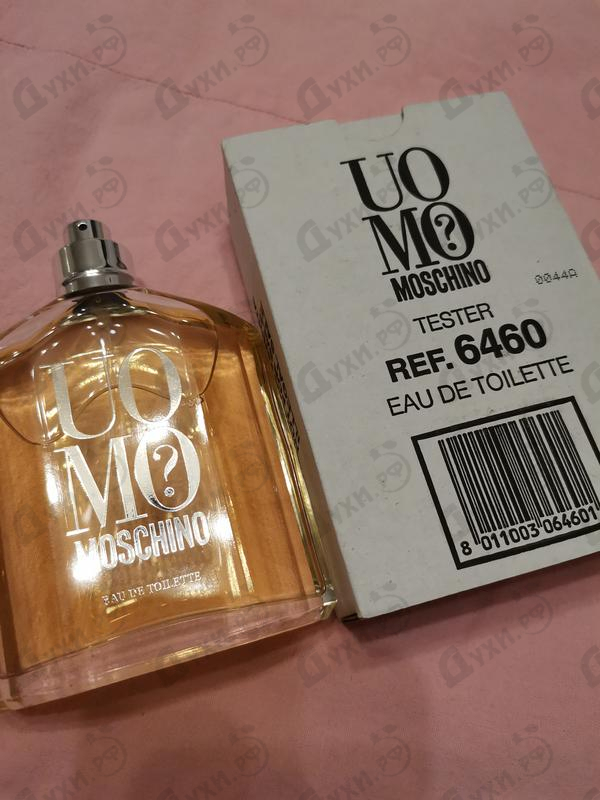 UO
MO?
MOSCHINO
0044A
TESTER
REF. 6460
EAU DE TOILETTE
8 011003 064601
UO
MO?
MOSCHINO
EAU DE TOILETTE
Духи.РФ